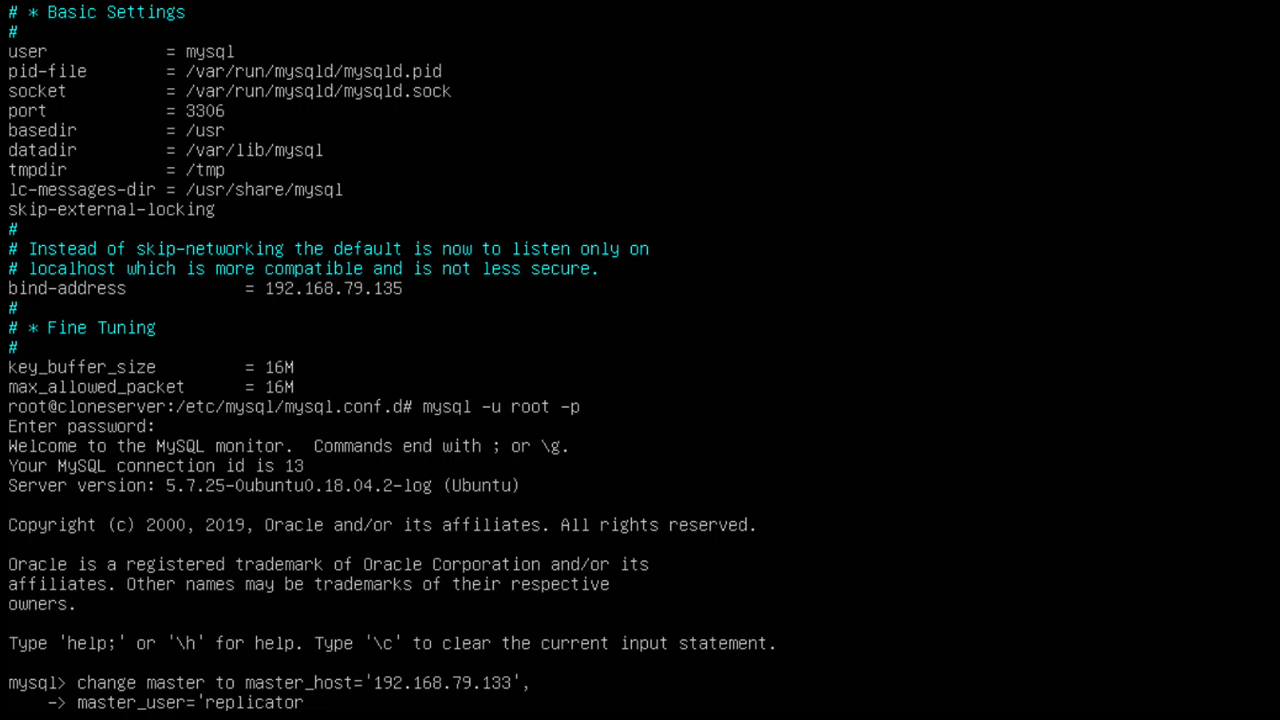 # * Basic Settings
#
user            = mysql
pid-file        = /var/run/mysqld/mysqld.pid
socket          = /var/run/mysqld/mysqld.sock
port            = 3306
basedir         = /usr
datadir         = /var/lib/mysql
tmpdir          = /tmp
lc-messages-dir = /usr/share/mysql
skip-external-locking
#
# Instead of skip-networking the default is now to listen only on
# localhost which is more compatible and is not less secure.
bind-address            = 192.168.79.135
#
# * Fine Tuning
#
key_buffer_size         = 16M
max_allowed_packet      = 16M
root@cloneserver:/etc/mysql/mysql.conf.d# mysql -u root -p
Enter password:
Welcome to the MySQL monitor.  Commands end with ; or \g.
Your MySQL connection id is 13
Server version: 5.7.25-0ubuntu0.18.04.2-log (Ubuntu)

Copyright (c) 2000, 2019, Oracle and/or its affiliates. All rights reserved.

Oracle is a registered trademark of Oracle Corporation and/or its
affiliates. Other names may be trademarks of their respective
owners.

Type 'help;' or '\h' for help. Type '\c' to clear the current input statement.

mysql> change master to master_host='192.168.79.133',
    -> master_user='replicator